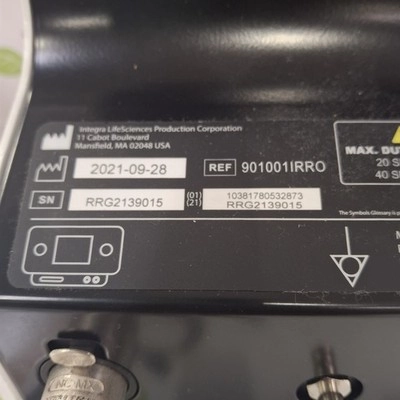 Integra LifeSciences Production Corporation
11 Cabot Boulevard
Mansfield, MA 02048 USA
2021-09-28
REF 901001IRRO
SN RRG2139015
(01) 10381780532873
(21) RRG2139015
MAX. DU
20 S
40 S
The Symbols Glossary is p